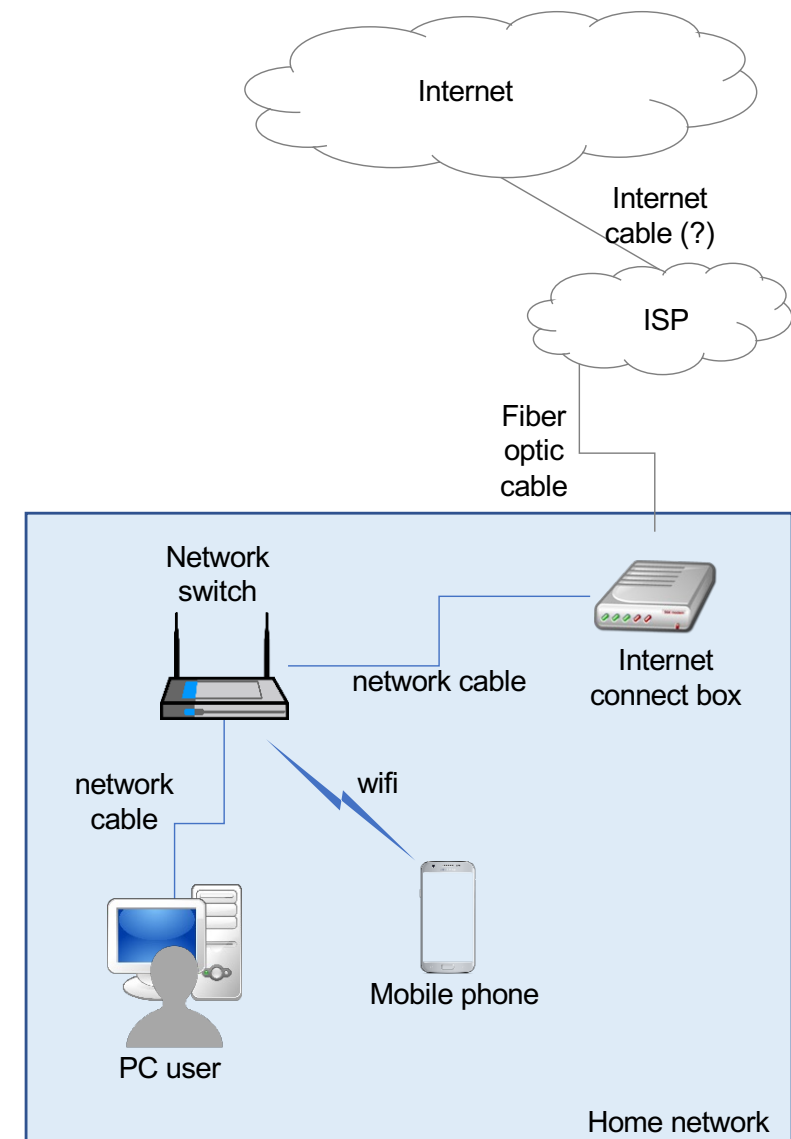 Internet
Internet
cable (?)
ISP
Fiber
optic
cable
Network
switch
network cable
Internet
connect box
network
cable
wifi
Mobile phone
PC user
Home network